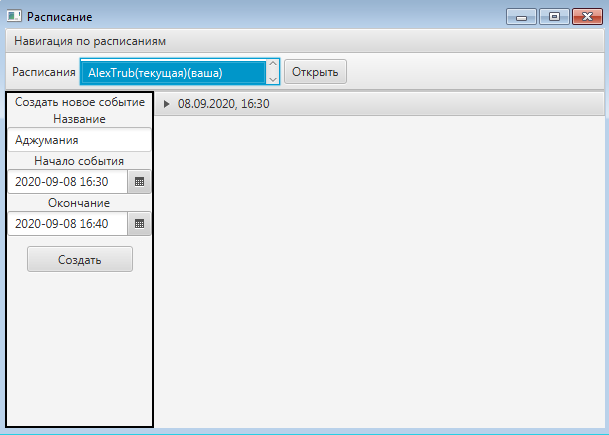 Расписание
Навигация по расписаниям
Расписания AlexTrub(текущая)(ваша) Открыть
Создать новое событие
08.09.2020, 16:30
Название
Аджумания
Начало события
2020-09-08 16:30
Окончание
2020-09-08 16:40
Создать